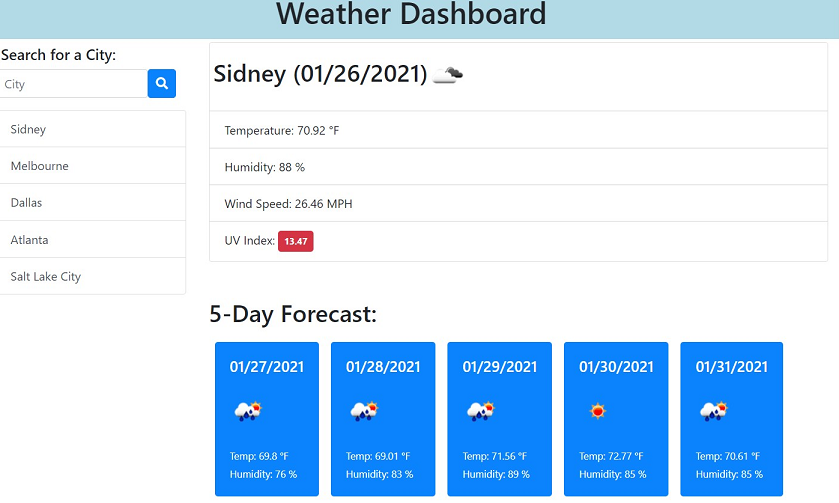 Weather Dashboard
Search for a City:
City
Sidney
Melbourne
Dallas
Atlanta
Salt Lake City
Sidney (01/26/2021)
Temperature: 70.92 °F
Humidity: 88 %
Wind Speed: 26.46 MPH
UV Index: 13.47
5-Day Forecast:
01/27/2021
Temp: 69.8 °F
Humidity: 76 %
01/28/2021
Temp: 69.01 °F
Humidity: 83 %
01/29/2021
Temp: 71.56 °F
Humidity: 89 %
01/30/2021
Temp: 72.77 °F
Humidity: 85 %
01/31/2021
Temp: 70.61 °F
Humidity: 85 %